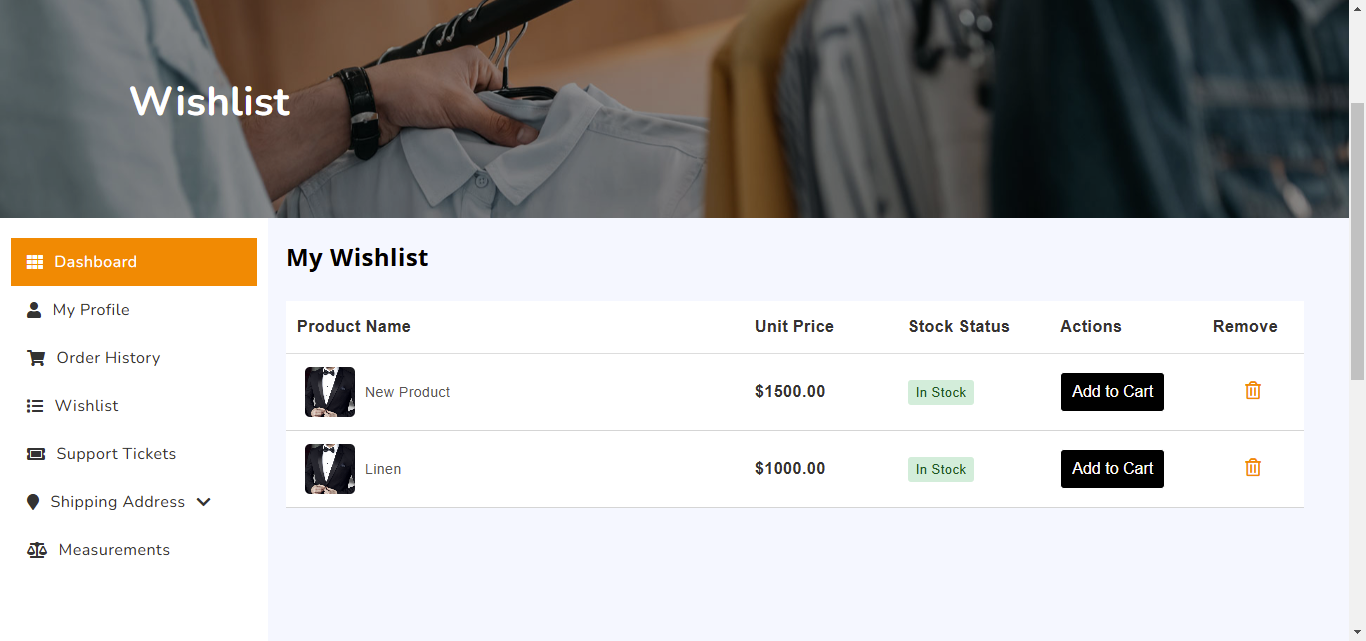 Wishlist
Dashboard
My Profile
Order History
Wishlist
Support Tickets
Shipping Address
Measurements
My Wishlist
Product Name Unit Price Stock Status Actions Remove
New Product $1500.00 In Stock Add to Cart
Linen $1000.00 In Stock Add to Cart